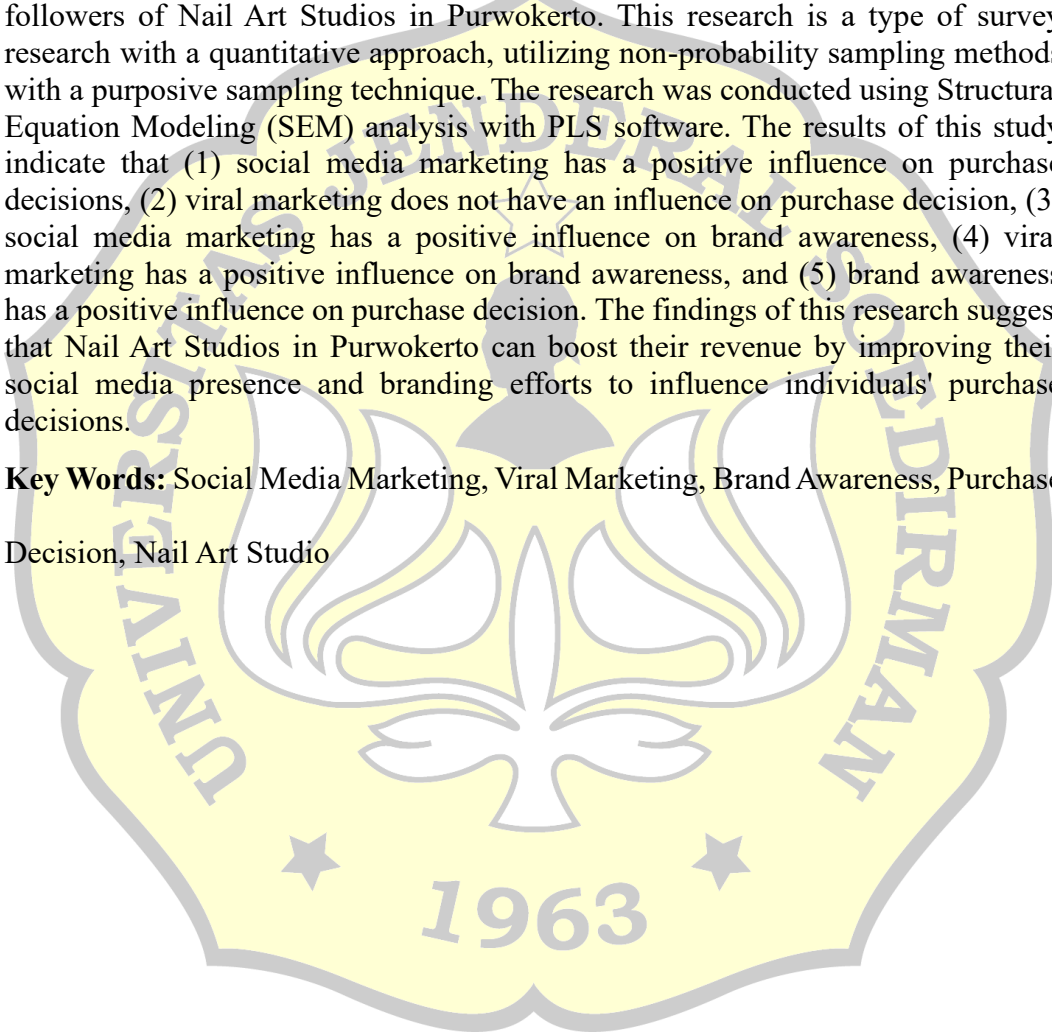 followers of Nail Art Studios in Purwokerto. This research is a type of survey
research with a quantitative approach, utilizing non-probability sampling methods
with a purposive sampling technique. The research was conducted using Structura
Equation Modeling (SEM) analysis with PLS software. The results of this study
indicate that (1) social media marketing has a positive influence on purchase
decisions, (2) viral marketing does not have an influence on purchase decision, (3
social media marketing has a positive influence on brand awareness, (4) vira
marketing has a positive influence on brand awareness, and (5) brand awareness
has a positive influence on purchase decision. The findings of this research sugges
that Nail Art Studios in Purwokerto can boost their revenue by improving thei
social media presence and branding efforts to influence individuals' purchase
decisions.
Key Words: Social Media Marketing, Viral Marketing, Brand Awareness, Purchase
Decision, Nail Art Studio
UNIVERSITAS JENDERAL SOEDIRMAN
1963